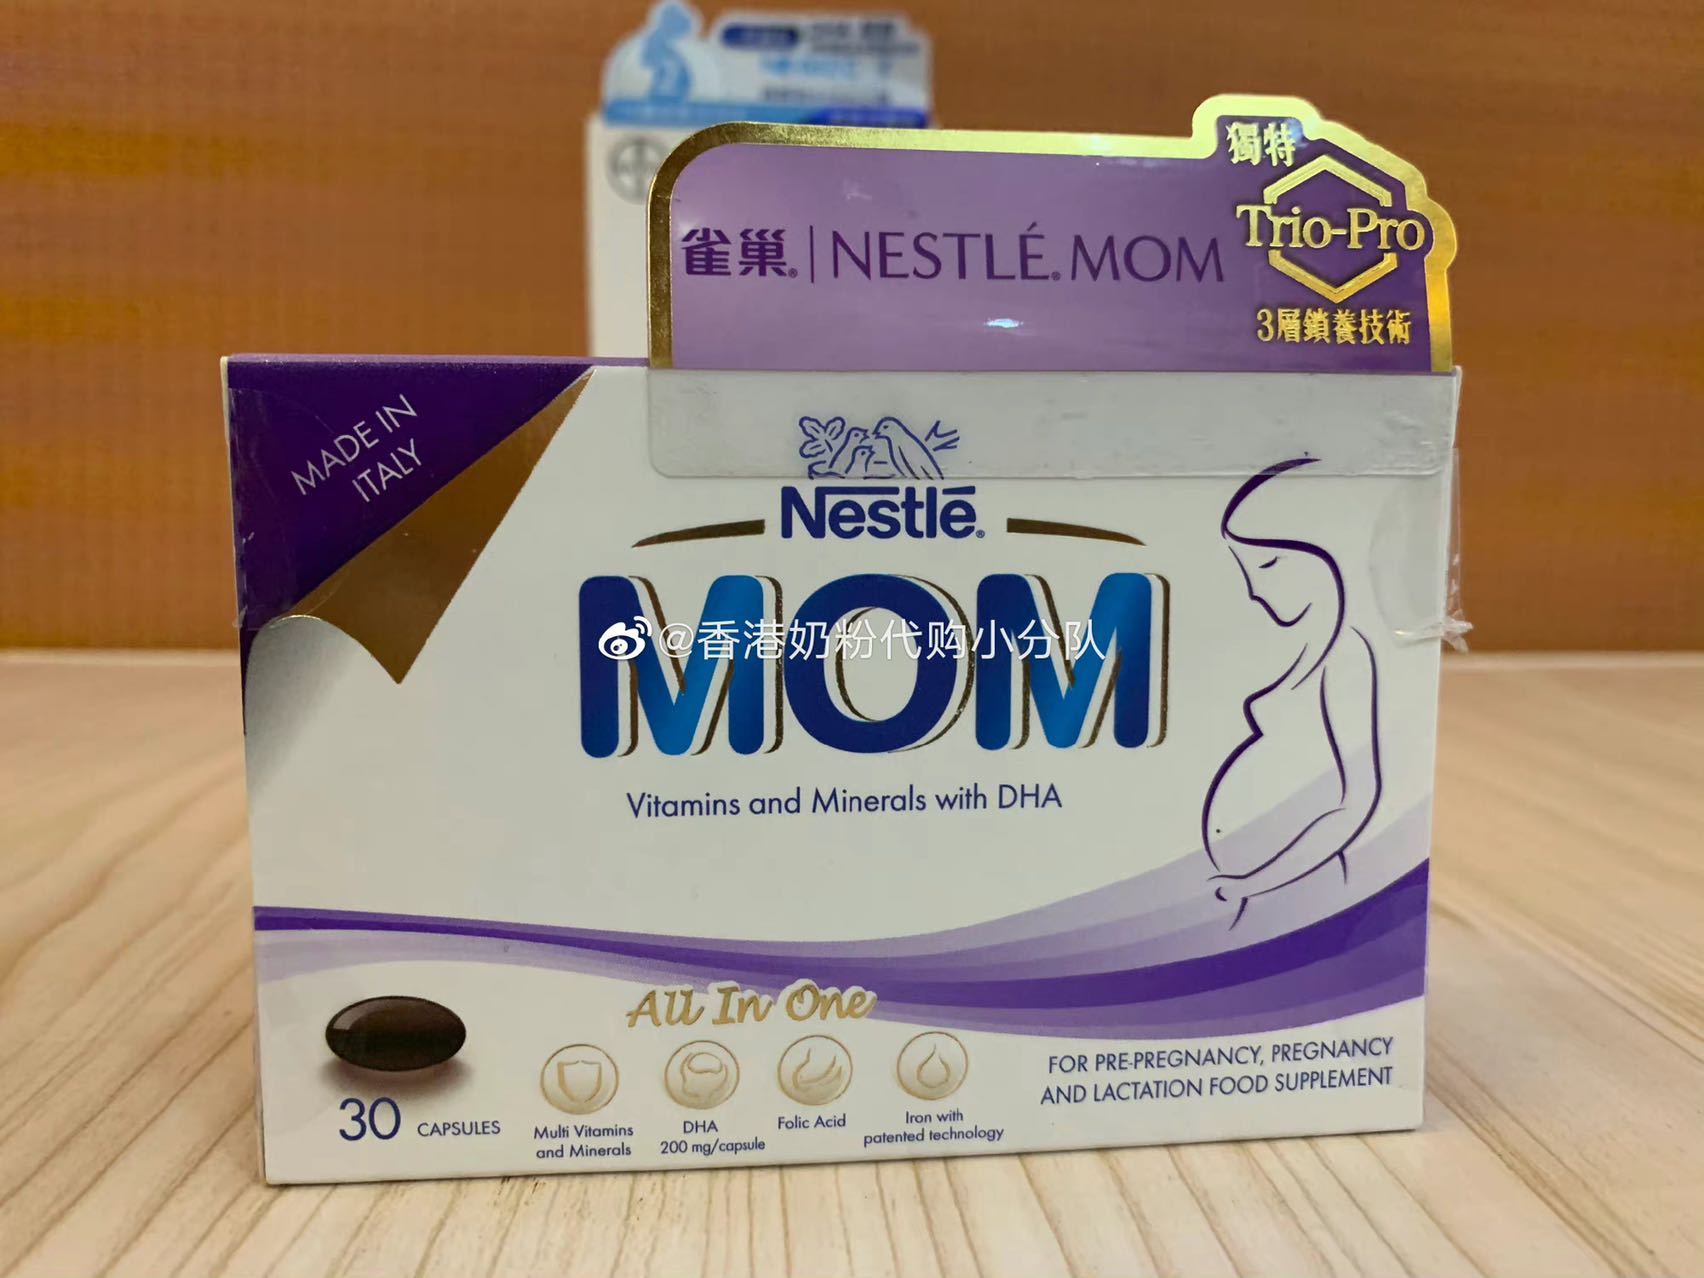 獨特
Trio-Pro
3層鎖養技術
雀巢® | NESTLÉ® MOM
MADE IN
ITALY
Nestlé®
MOM
@香港奶粉代购小分队
Vitamins and Minerals with DHA
All In One
30 CAPSULES
Multi Vitamins
and Minerals
DHA
200 mg/capsule
Folic Acid
Iron with
patented technology
FOR PRE-PREGNANCY, PREGNANCY
AND LACTATION FOOD SUPPLEMENT